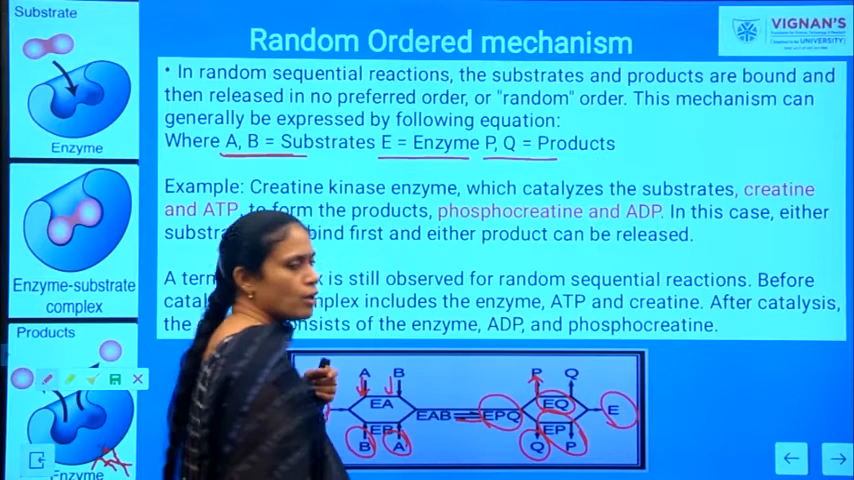 Substrate
Enzyme
Enzyme-substrate
complex
Products
Enzyme
VIGNAN'S
UNIVERSITY
Random Ordered mechanism
• In random sequential reactions, the substrates and products are bound and
then released in no preferred order, or "random" order. This mechanism can
generally be expressed by following equation:
Where A, B = Substrates E = Enzyme P, Q = Products
Example: Creatine kinase enzyme, which catalyzes the substrates, creatine
and ATP, to form the products, phosphocreatine and ADP. In this case, either
bind first and either product can be released.
A is still observed for random sequential reactions. Before
includes the enzyme, ATP and creatine. After catalysis,
the of the enzyme, ADP, and phosphocreatine.
A B P Q
EA EQ
EAB EPQ E
EB EP
B A Q P